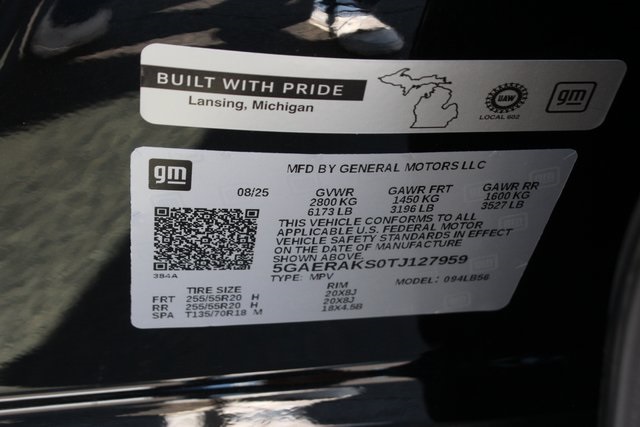 BUILT WITH PRIDE
Lansing, Michigan
UAW
LOCAL 602
gm
gm
MFD BY GENERAL MOTORS LLC
08/25 GVWR GAWR FRT GAWR RR
2800 KG 1450 KG 1600 KG
6173 LB 3196 LB 3527 LB
THIS VEHICLE CONFORMS TO ALL
APPLICABLE U.S. FEDERAL MOTOR
VEHICLE SAFETY STANDARDS IN EFFECT
ON THE DATE OF MANUFACTURE
SHOWN ABOVE.
5GAERAKS0TJ127959
3B4A TYPE: MPV MODEL: 094LB56
TIRE SIZE RIM
FRT 255/55R20 H 20X8J
RR 255/55R20 H 20X8J
SPA T135/70R18 M 18X4.5B